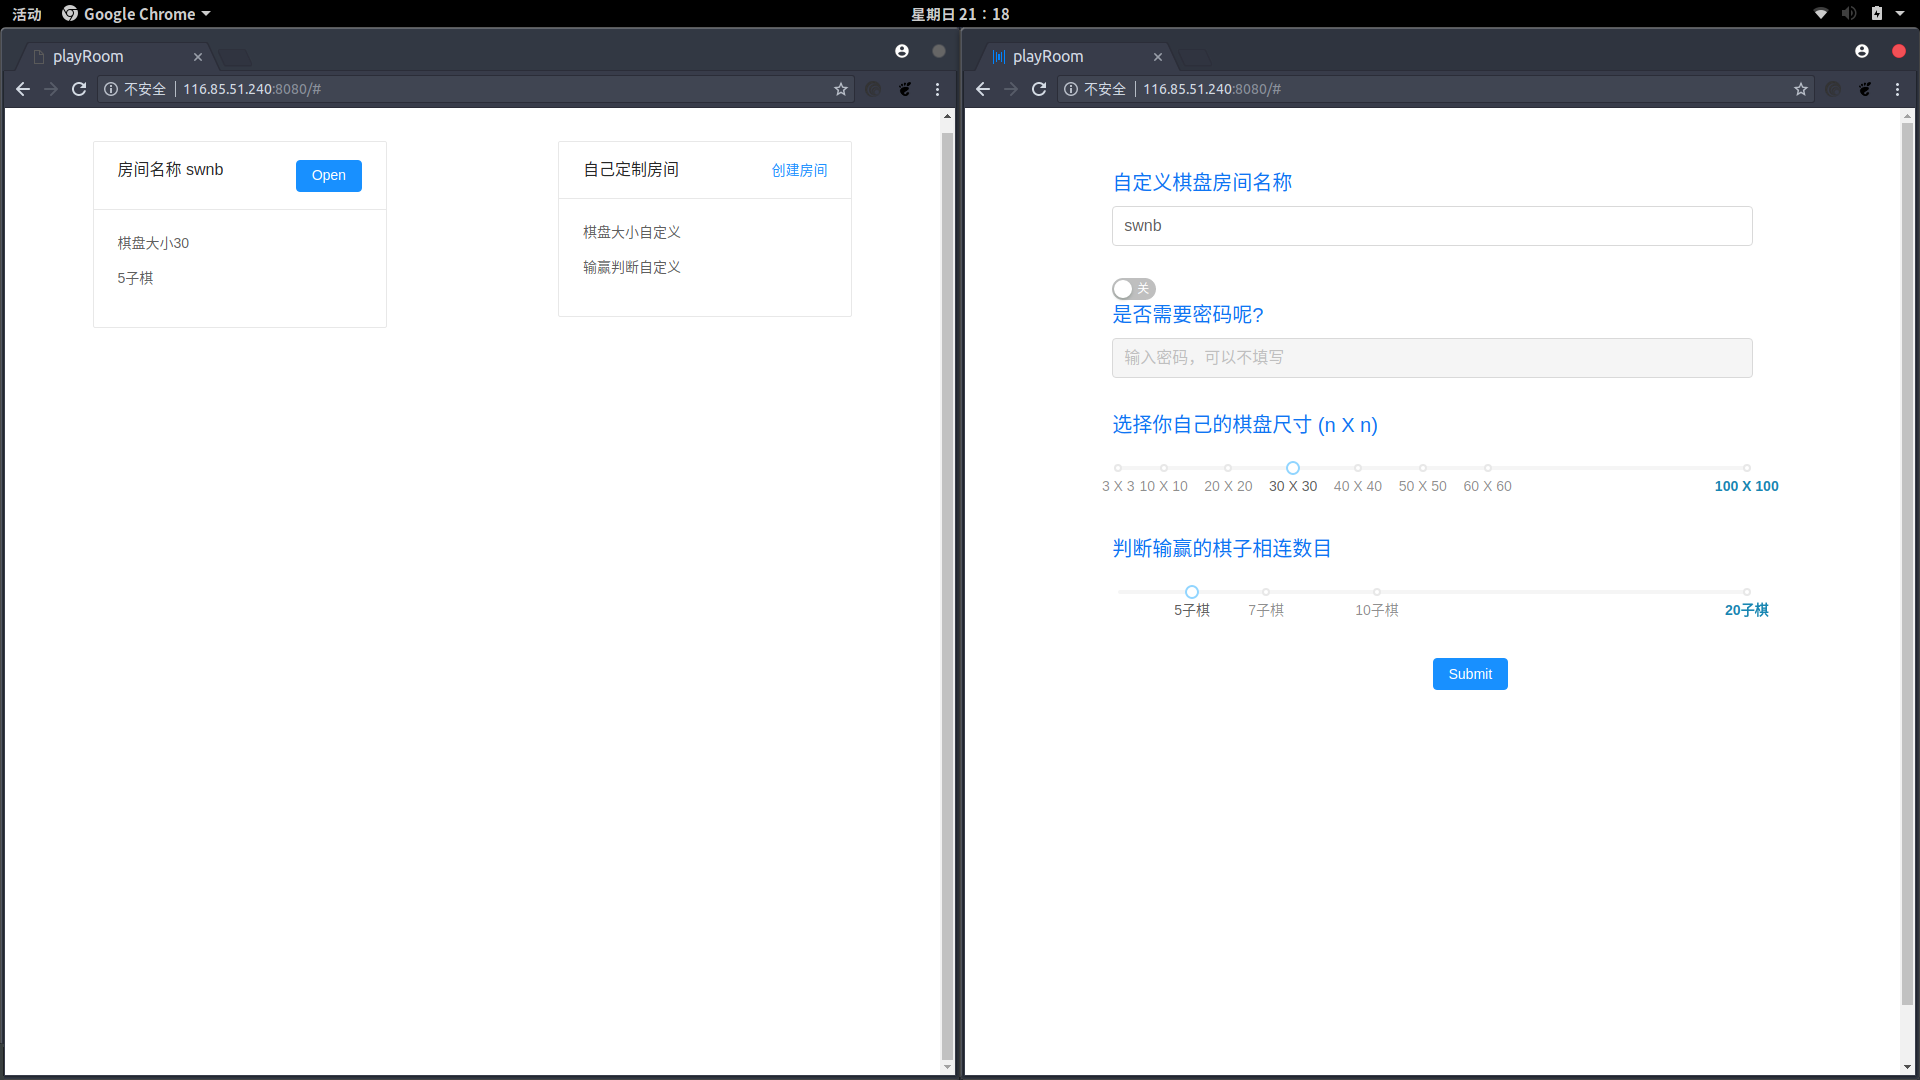 活动 Google Chrome 星期日 21：18
playRoom
不安全 116.85.51.240:8080/#
房间名称 swnb
Open
棋盘大小30
5子棋
自己定制房间
创建房间
棋盘大小自定义
输赢判断自定义
playRoom
不安全 116.85.51.240:8080/#
自定义棋盘房间名称
swnb
关
是否需要密码呢?
输入密码，可以不填写
选择你自己的棋盘尺寸 (n X n)
3 X 3 10 X 10 20 X 20 30 X 30 40 X 40 50 X 50 60 X 60 100 X 100
判断输赢的棋子相连数目
5子棋 7子棋 10子棋 20子棋
Submit